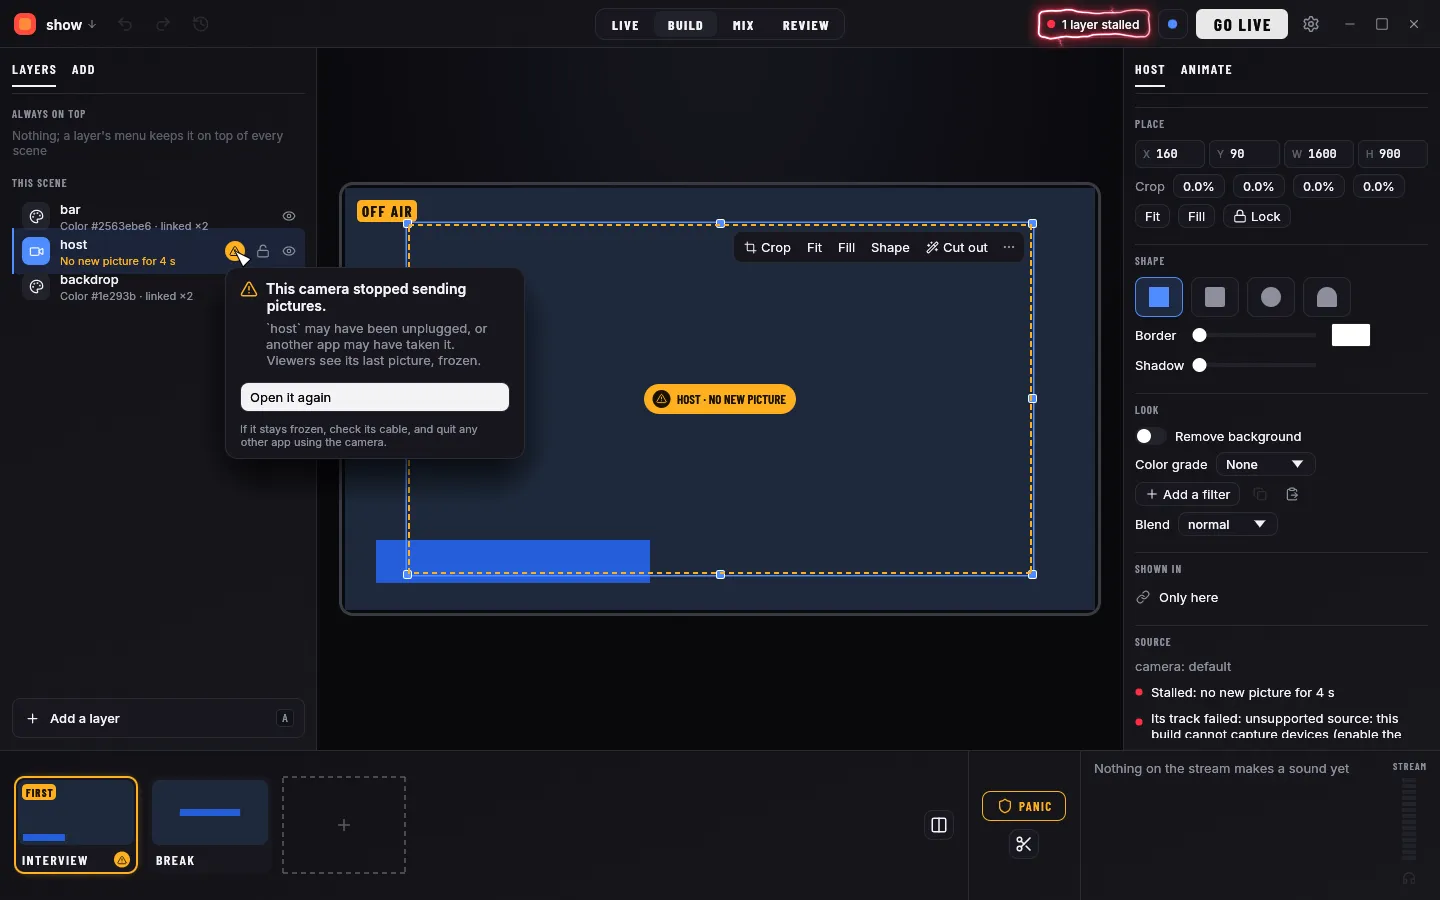 show
LIVE
BUILD
MIX
REVIEW
1 layer stalled
GO LIVE
LAYERS
ADD
ALWAYS ON TOP
Nothing; a layer's menu keeps it on top of every
scene
THIS SCENE
bar
Color #2563ebe6 · linked ×2
host
No new picture for 4 s
backdrop
Color #1e293b · linked ×2
This camera stopped sending
pictures.
`host` may have been unplugged, or
another app may have taken it.
Viewers see its last picture, frozen.
Open it again
If it stays frozen, check its cable, and quit any
other app using the camera.
Add a layer
A
OFF AIR
Crop
Fit
Fill
Shape
Cut out
HOST · NO NEW PICTURE
HOST
ANIMATE
PLACE
X 160
Y 90
W 1600
H 900
Crop 0.0% 0.0% 0.0% 0.0%
Fit
Fill
Lock
SHAPE
Border
Shadow
LOOK
Remove background
Color grade None
Add a filter
Blend normal
SHOWN IN
Only here
SOURCE
camera: default
Stalled: no new picture for 4 s
Its track failed: unsupported source: this
build cannot capture devices (enable the
FIRST
INTERVIEW
BREAK
PANIC
Nothing on the stream makes a sound yet
STREAM